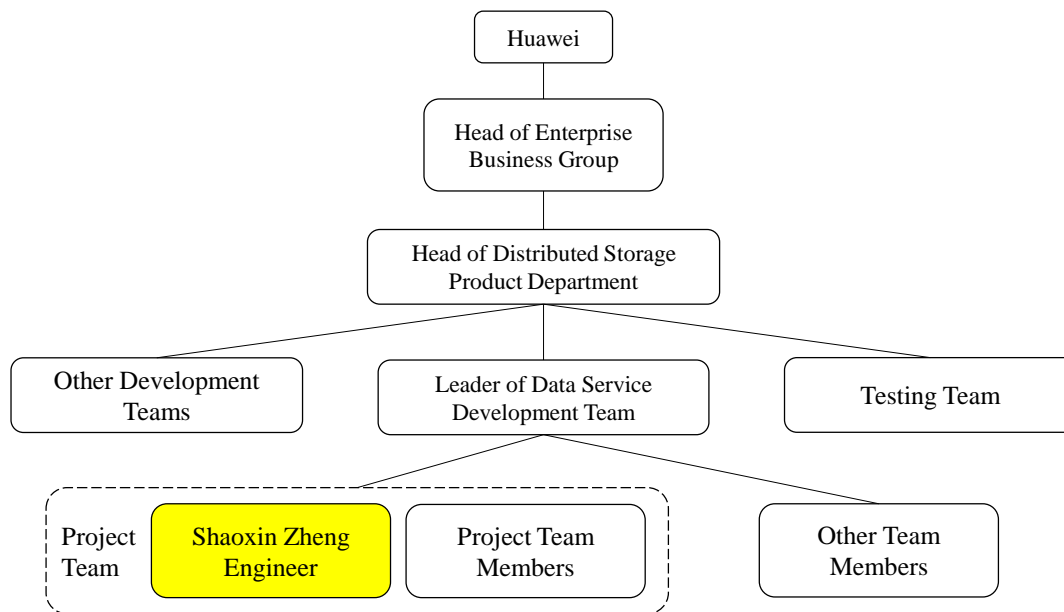 Huawei
Head of Enterprise
Business Group
Head of Distributed Storage
Product Department
Other Development
Teams
Leader of Data Service
Development Team
Testing Team
Project
Team
Shaoxin Zheng
Engineer
Project Team
Members
Other Team
Members